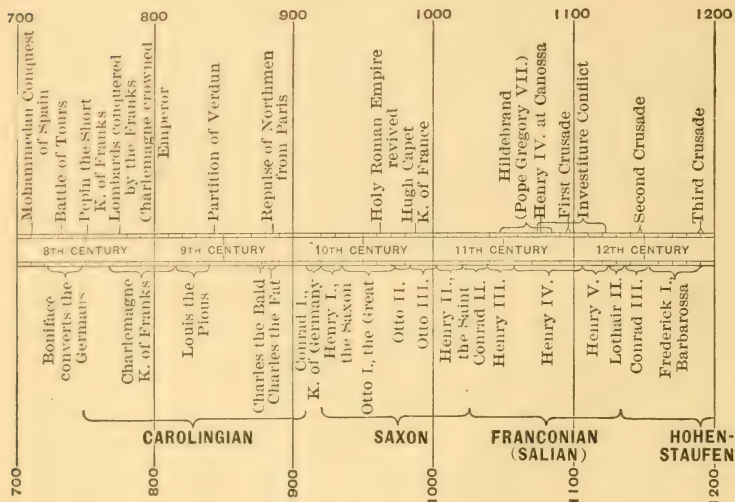 700
800
900
1000
1100
1200
Mohammedan Conquest
of Spain
Battle of Tours
Pepin the Short
K. of Franks
Lombards conquered
by the Franks
Charlemagne crowned
Emperor
Partition of Verdun
Repulse of Northmen
from Paris
Holy Roman Empire
revived
Hugh Capet
K. of France
Hildebrand
(Pope Gregory VII.)
Henry IV. at Canossa
First Crusade
Investiture Conflict
Second Crusade
Third Crusade
8TH CENTURY
9TH CENTURY
10TH CENTURY
11TH CENTURY
12TH CENTURY
Boniface
converts the
Germans
Charlemagne
K. of Franks
Louis the
Pious
Charles the Bald
Charles the Fat
Conrad I.,
K. of Germany
Henry I.,
the Saxon
Otto I., the Great
Otto II.
Otto III.
Henry II.,
the Saint
Conrad II.
Henry III.
Henry IV.
Henry V.
Lothair II.
Conrad III.
Frederick I.,
Barbarossa
CAROLINGIAN
SAXON
FRANCONIAN
(SALIAN)
HOHEN-
STAUFEN
700
800
900
1000
1100
1200